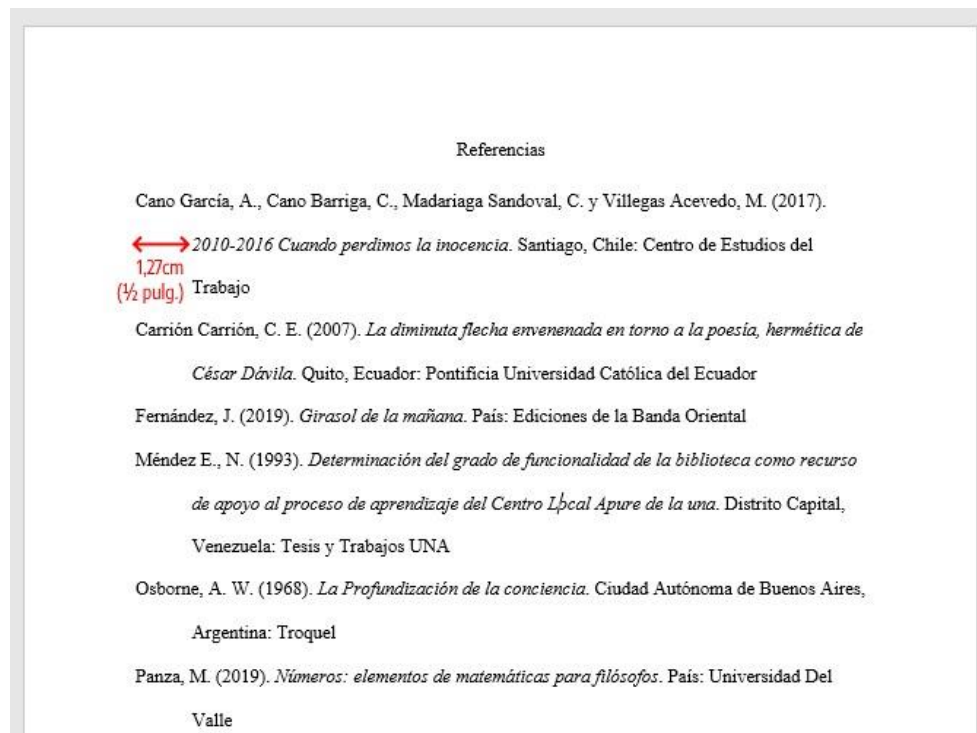 Referencias
Cano García, A., Cano Barriga, C., Madariaga Sandoval, C. y Villegas Acevedo, M. (2017).
2010-2016 Cuando perdimos la inocencia. Santiago, Chile: Centro de Estudios del
1,27cm
(½ pulg.)
Trabajo
Carrión Carrión, C. E. (2007). La diminuta flecha envenenada en torno a la poesía, hermética de
César Dávila. Quito, Ecuador: Pontificia Universidad Católica del Ecuador
Fernández, J. (2019). Girasol de la mañana. País: Ediciones de la Banda Oriental
Méndez E., N. (1993). Determinación del grado de funcionalidad de la biblioteca como recurso
de apoyo al proceso de aprendizaje del Centro Local Apure de la una. Distrito Capital,
Venezuela: Tesis y Trabajos UNA
Osborne, A. W. (1968). La Profundización de la conciencia. Ciudad Autónoma de Buenos Aires,
Argentina: Troquel
Panza, M. (2019). Números: elementos de matemáticas para filósofos. País: Universidad Del
Valle